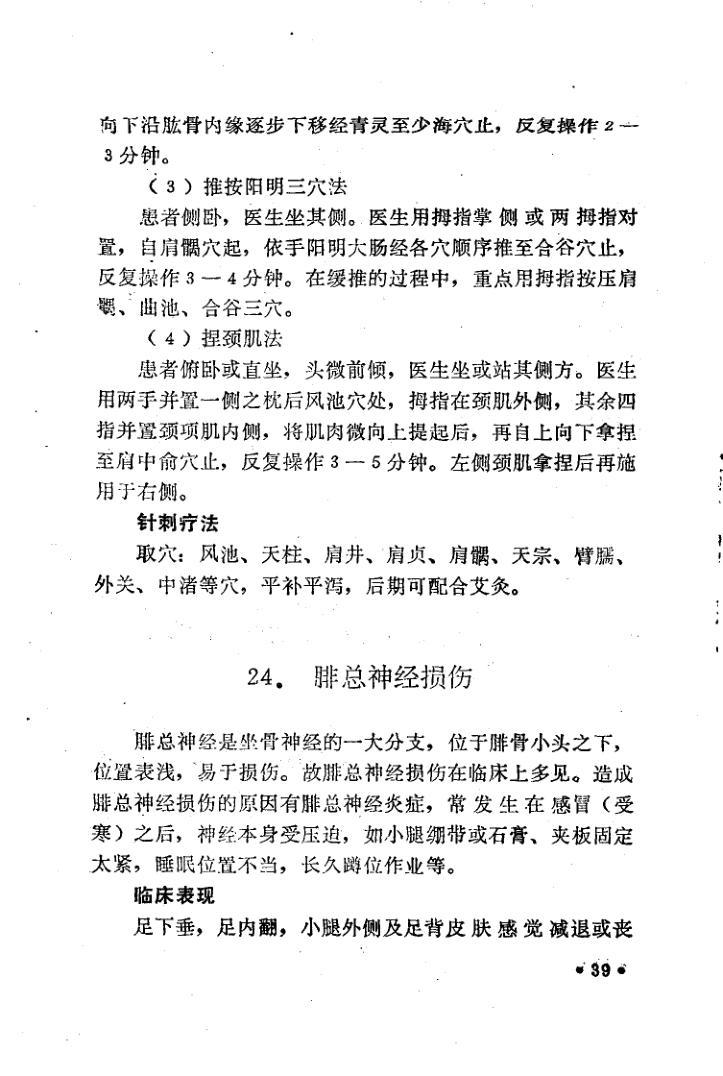 向下沿肱骨内缘逐步下移经青灵至少海穴止，反复操作2—
3分钟。
（3）推按阳明三穴法
患者侧卧，医生坐其侧。医生用拇指掌侧或两拇指对
置，自肩髃穴起，依手阳明大肠经各穴顺序推至合谷穴止，
反复操作3—4分钟。在缓推的过程中，重点用拇指按压肩
髃、曲池、合谷三穴。
（4）捏颈肌法
患者俯卧或直坐，头微前倾，医生坐或站其侧方。医生
用两手并置一侧之枕后风池穴处，拇指在颈肌外侧，其余四
指并置颈项肌内侧，将肌肉微向上提起后，再自上向下拿捏
至肩中俞穴止，反复操作3—5分钟。左侧颈肌拿捏后再施
用于右侧。
针刺疗法
取穴：风池、天柱、肩井、肩贞、肩髃、天宗、臂臑、
外关、中渚等穴，平补平泻，后期可配合艾灸。
24．腓总神经损伤
腓总神经是坐骨神经的一大分支，位于腓骨小头之下，
位置表浅，易于损伤。故腓总神经损伤在临床上多见。造成
腓总神经损伤的原因有腓总神经炎症，常发生在感冒（受
寒）之后，神经本身受压迫，如小腿绷带或石膏、夹板固定
太紧，睡眠位置不当，长久蹲位作业等。
临床表现
足下垂，足内翻，小腿外侧及足背皮肤感觉减退或丧
•39•